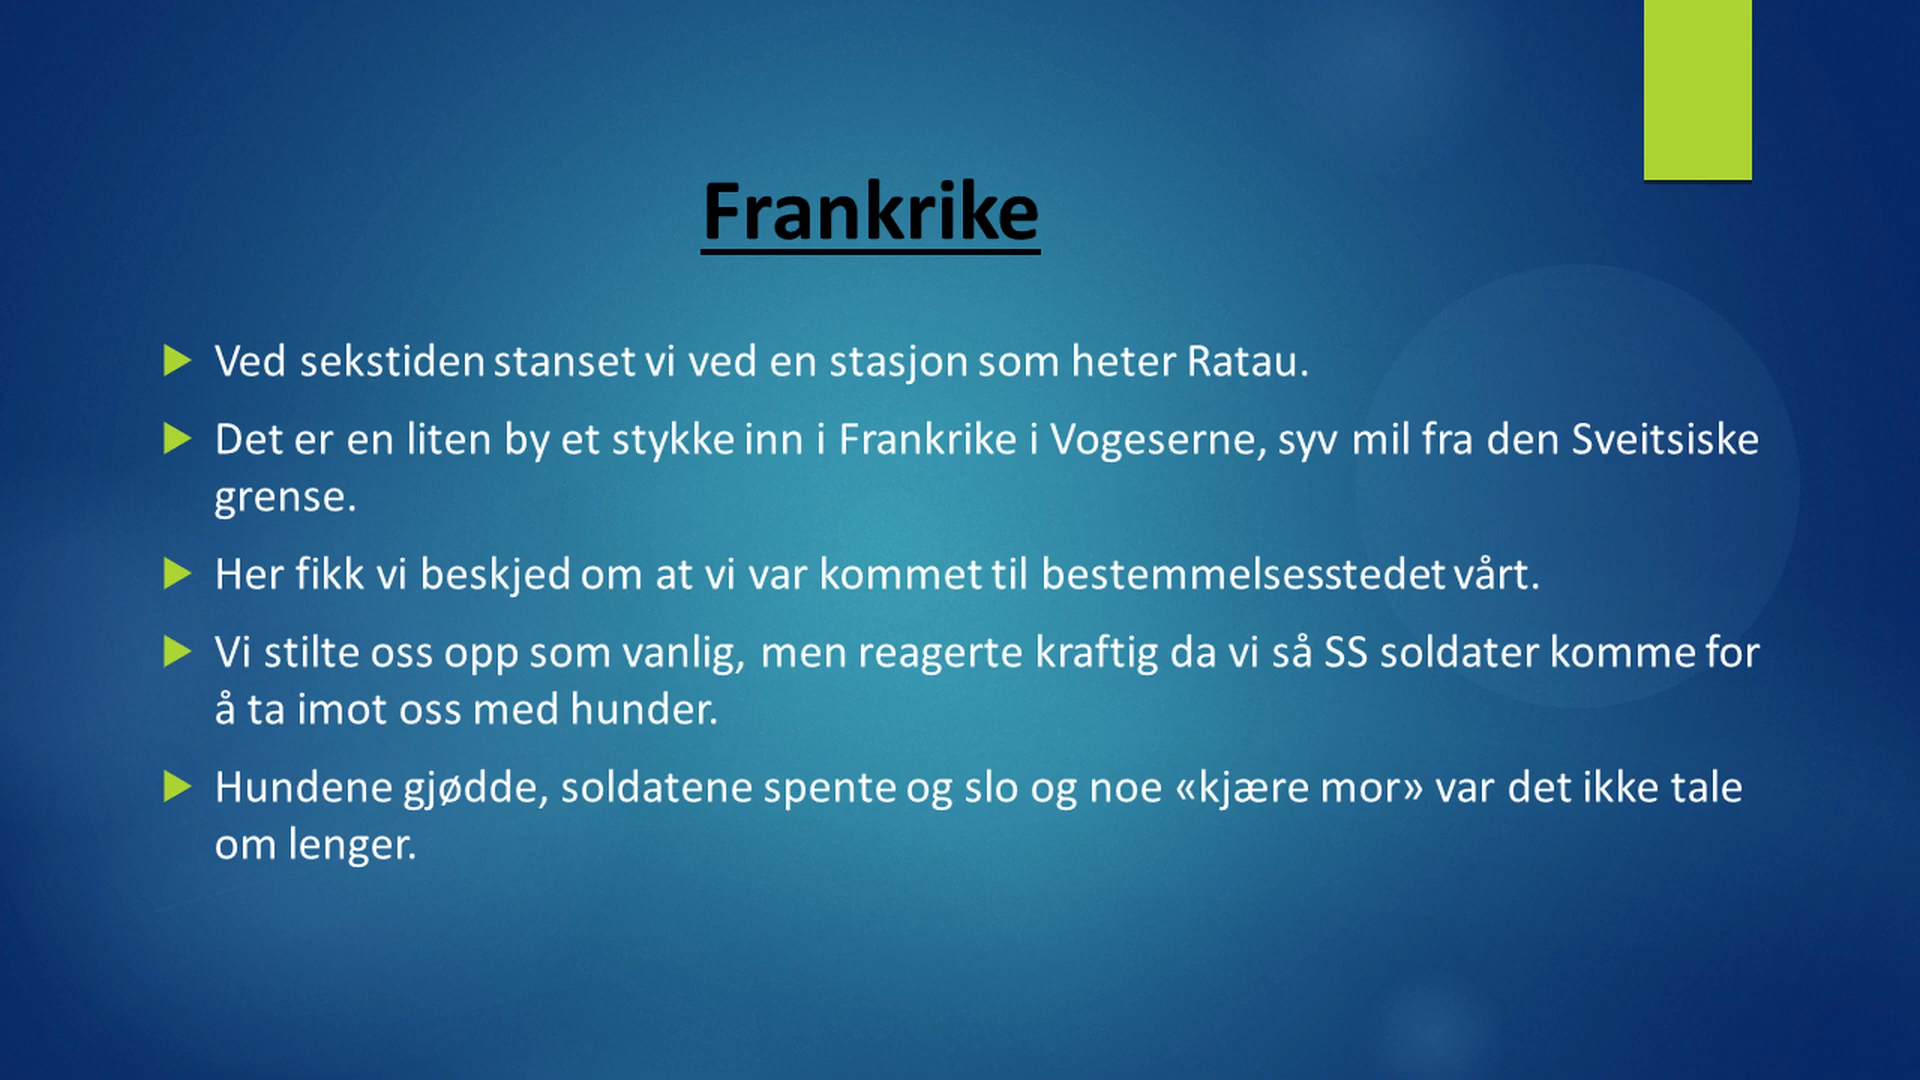 Frankrike
Ved sekstiden stanset vi ved en stasjon som heter Ratau.
Det er en liten by et stykke inn i Frankrike i Vogeserne, syv mil fra den Sveitsiske
grense.
Her fikk vi beskjed om at vi var kommet til bestemmelsesstedet vårt.
Vi stilte oss opp som vanlig, men reagerte kraftig da vi så SS soldater komme for
å ta imot oss med hunder.
Hundene gjødde, soldatene spente og slo og noe «kjære mor» var det ikke tale
om lenger.